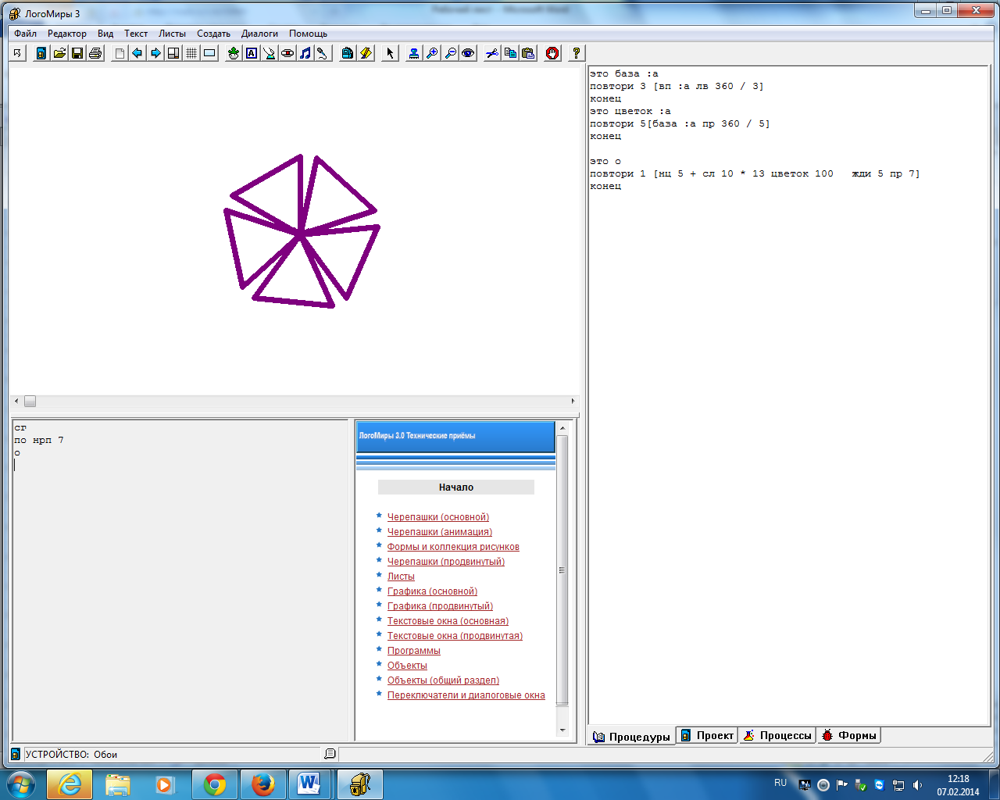 ЛогоМиры 3
Файл Редактор Вид Текст Листы Создать Диалоги Помощь
это база :a
повтори 3 [вп :a лв 360 / 3]
конец
это цветок :a
повтори 5[база :a пр 360 / 5]
конец
это о
повтори 1 [нц 5 + сл 10 * 13 цветок 100   жди 5 пр 7]
конец
сг
по нрп 7
о
ЛогоМиры 3.0 Технические приёмы
Начало
Черепашки (основной)
Черепашки (анимация)
Формы и коллекция рисунков
Черепашки (продвинутый)
Листы
Графика (основной)
Графика (продвинутый)
Текстовые окна (основная)
Текстовые окна (продвинутая)
Программы
Объекты
Объекты (общий раздел)
Переключатели и диалоговые окна
Процедуры Проект Процессы Формы
УСТРОЙСТВО: Обои
RU
12:18
07.02.2014